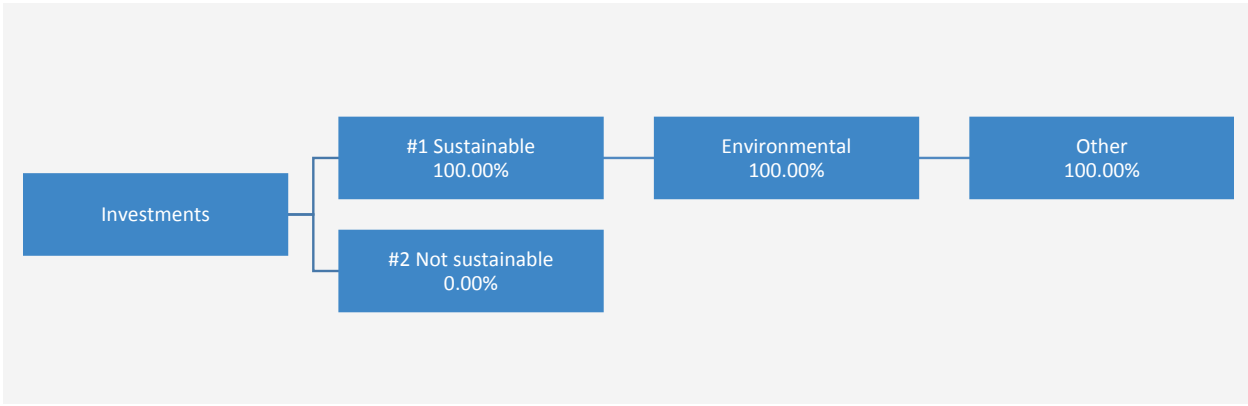 Investments
#1 Sustainable
100.00%
#2 Not sustainable
0.00%
Environmental
100.00%
Other
100.00%